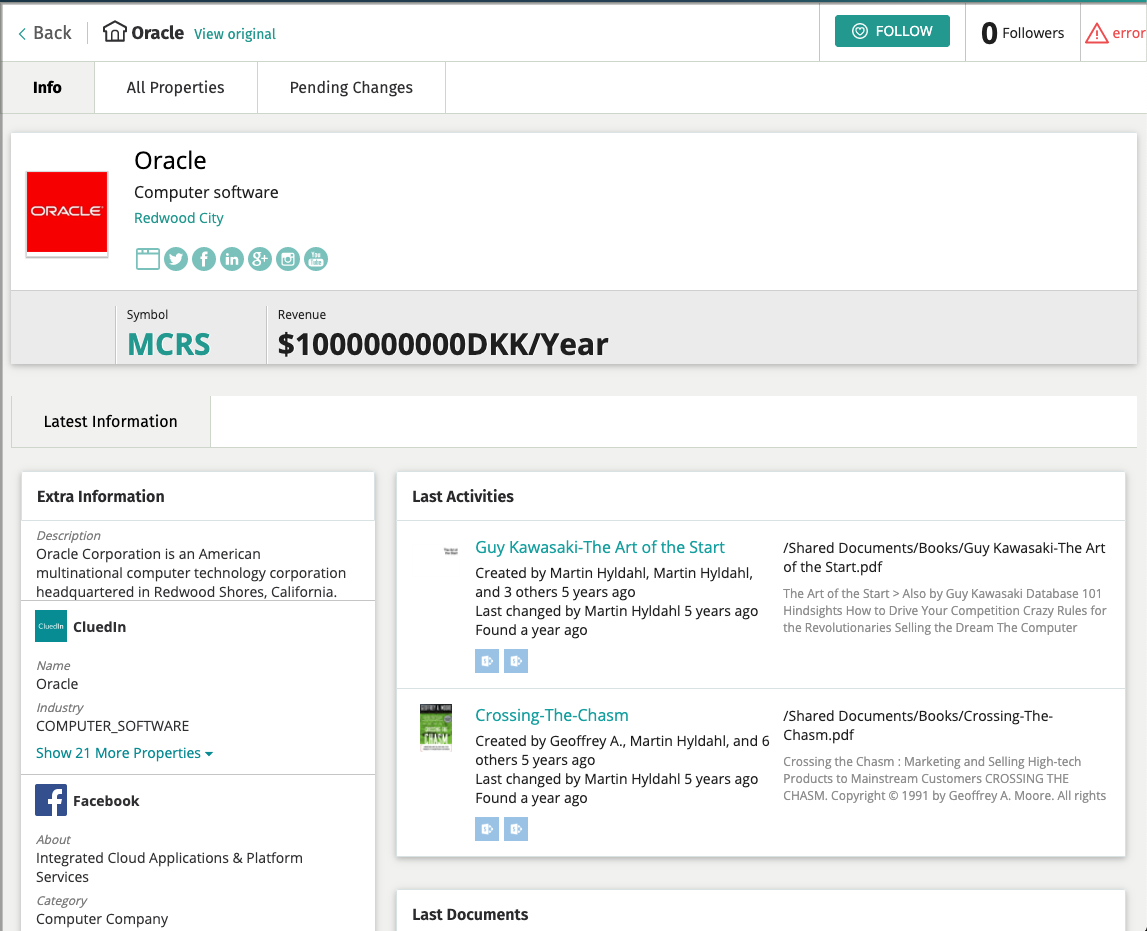 Back
Oracle View original
FOLLOW
0 Followers
error
Info
All Properties
Pending Changes
ORACLE
Oracle
Computer software
Redwood City
You Tube
Symbol
MCRS
Revenue
$1000000000DKK/Year
Latest Information
Extra Information
Description
Oracle Corporation is an American
multinational computer technology corporation
headquartered in Redwood Shores, California.
CluedIn
CluedIn
Name
Oracle
Industry
COMPUTER_SOFTWARE
Show 21 More Properties
Facebook
About
Integrated Cloud Applications & Platform
Services
Category
Computer Company
Last Activities
Guy Kawasaki-The Art of the Start
Created by Martin Hyldahl, Martin Hyldahl,
and 3 others 5 years ago
Last changed by Martin Hyldahl 5 years ago
Found a year ago
/Shared Documents/Books/Guy Kawasaki-The Art
of the Start.pdf
The Art of the Start > Also by Guy Kawasaki Database 101
Hindsights How to Drive Your Competition Crazy Rules for
the Revolutionaries Selling the Dream The Computer
Crossing-The-Chasm
Created by Geoffrey A., Martin Hyldahl, and 6
others 5 years ago
Last changed by Martin Hyldahl 5 years ago
Found a year ago
/Shared Documents/Books/Crossing-The-
Chasm.pdf
Crossing the Chasm : Marketing and Selling High-tech
Products to Mainstream Customers CROSSING THE
CHASM. Copyright © 1991 by Geoffrey A. Moore. All rights
Last Documents